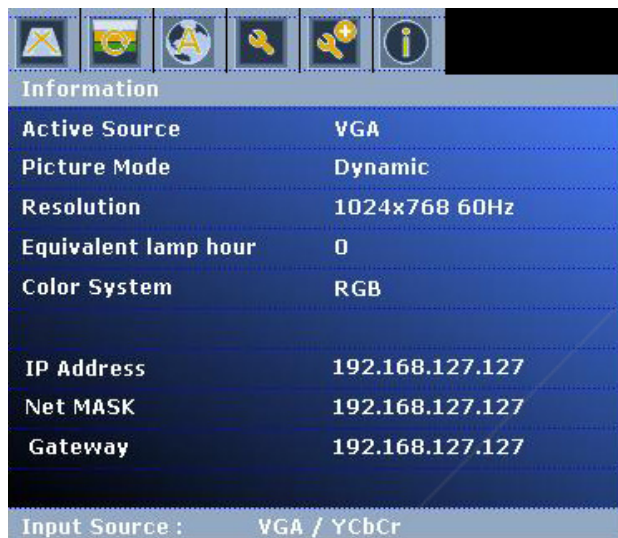 Information
Active Source VGA
Picture Mode Dynamic
Resolution 1024x768 60Hz
Equivalent lamp hour 0
Color System RGB
IP Address 192.168.127.127
Net MASK 192.168.127.127
Gateway 192.168.127.127
Input Source : VGA / YCbCr